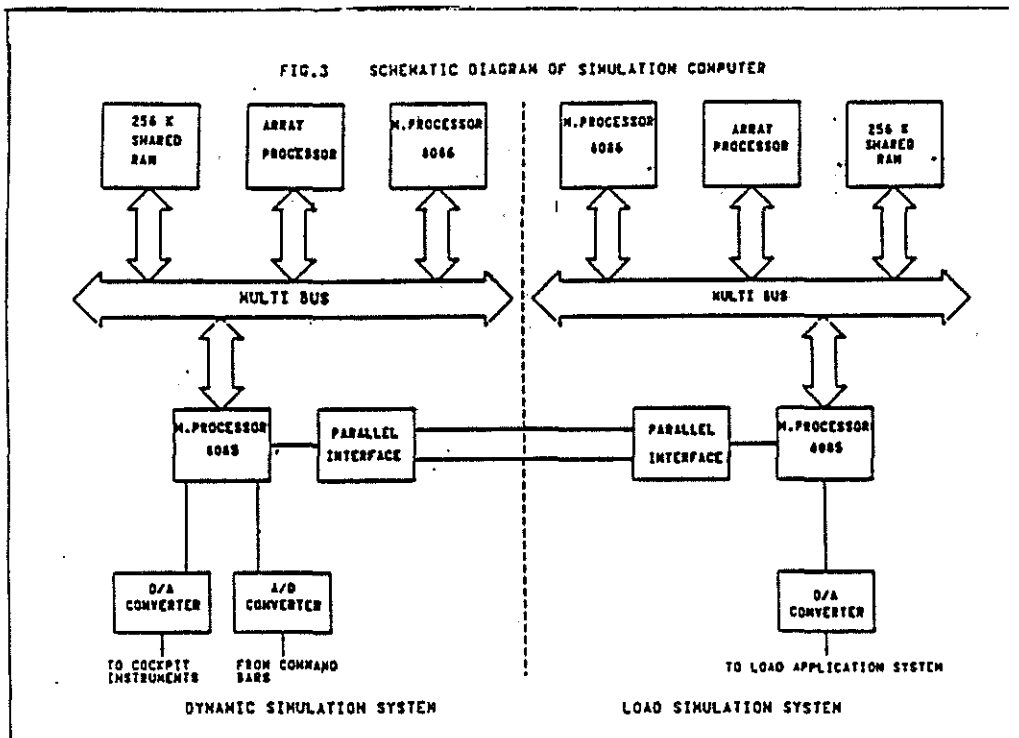 FIG.3 SCHEMATIC DIAGRAM OF SIMULATION COMPUTER
256 K
SHARED
RAM
ARRAT
PROCESSOR
M.PROCESSOR
8086
M.PROCESSOR
8086
ARRAY
PROCESSOR
256 K
SHARED
RAM
MULTI BUS
MULTI BUS
M.PROCESSOR
8085
PARALLEL
INTERFACE
PARALLEL
INTERFACE
M.PROCESSOR
8085
D/A
CONVERTER
A/D
CONVERTER
D/A
CONVERTER
TO COCKPIT
INSTRUMENTS
FROM COMMAND
BARS
TO LOAD APPLICATION SYSTEM
DYNAMIC SIMULATION SYSTEM
LOAD SIMULATION SYSTEM